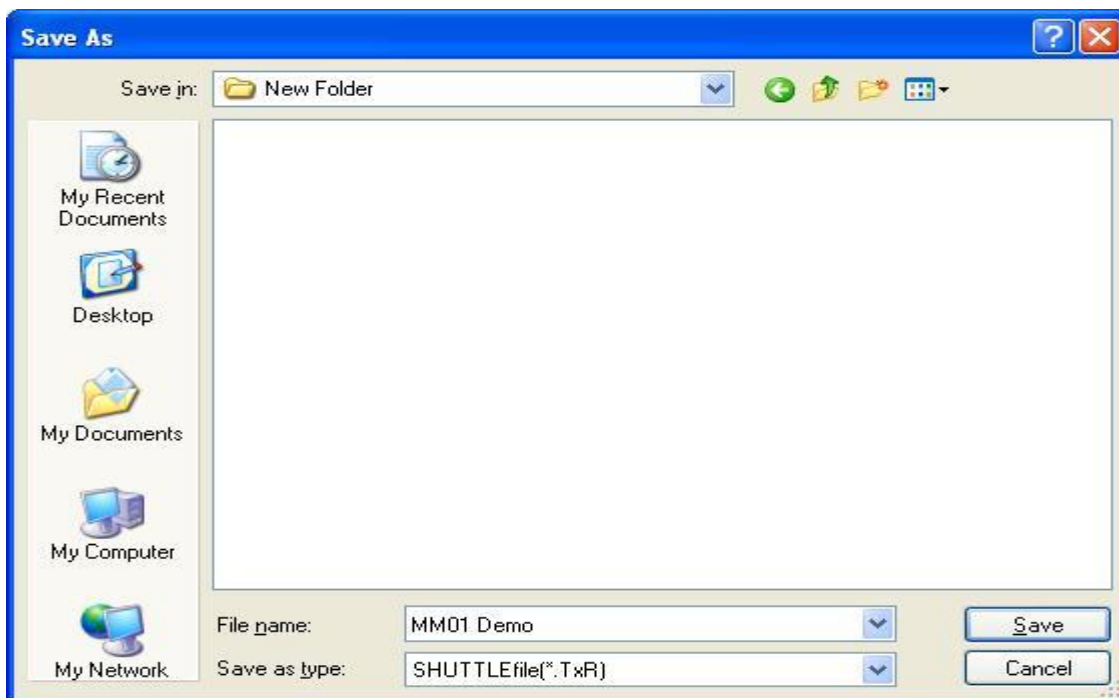 Save As
Save in: New Folder
My Recent
Documents
Desktop
My Documents
My Computer
My Network
File name: MM01 Demo Save
Save as type: SHUTTLEfile(*.TxR) Cancel